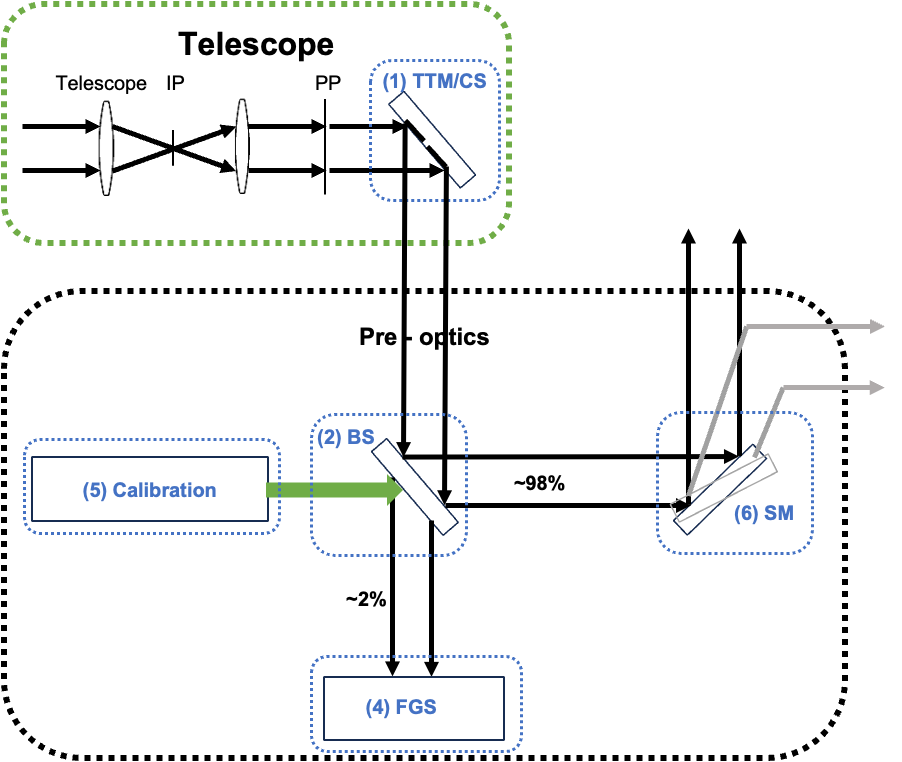 Telescope
Telescope IP PP (1) TTM/CS
Pre - optics
(2) BS
(5) Calibration
~98%
(6) SM
~2%
(4) FGS